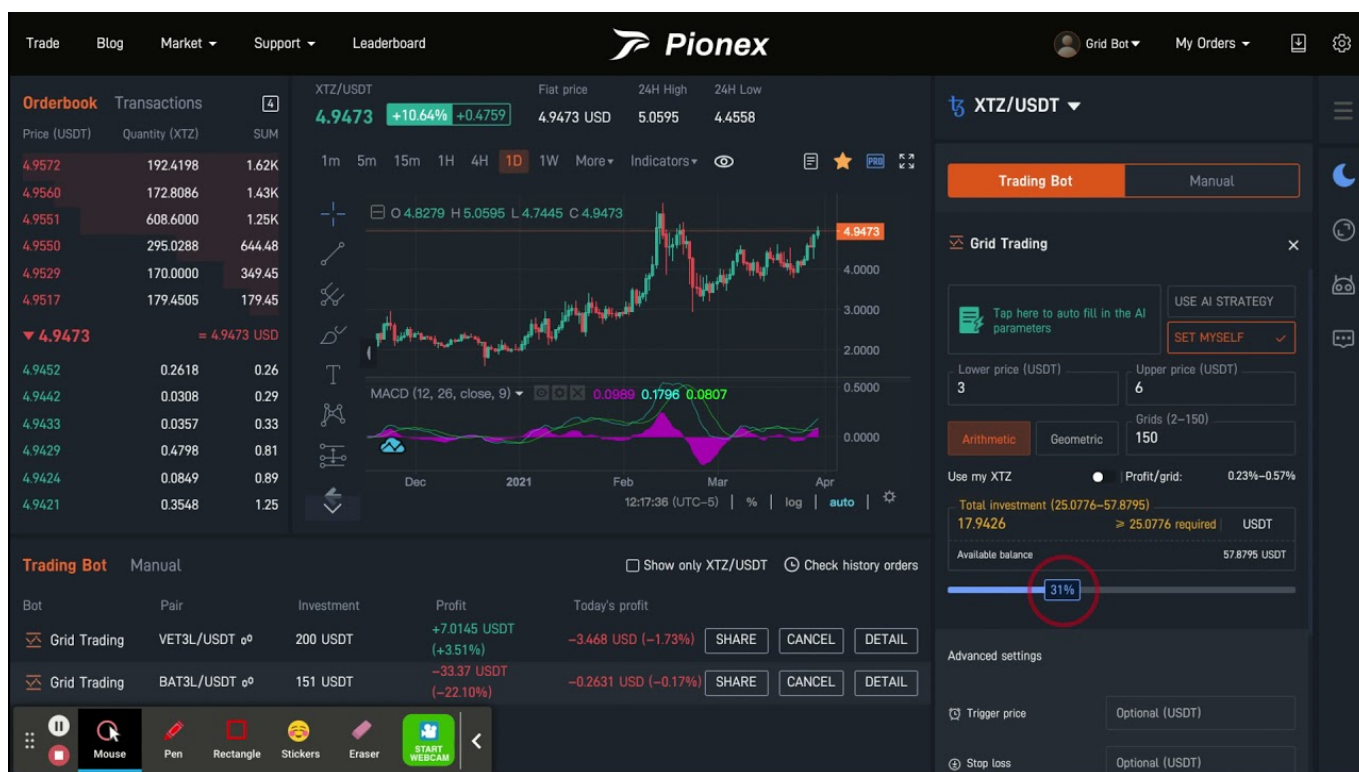 Trade Blog Market Support Leaderboard Pionex Grid Bot My Orders
Orderbook Transactions 4
Price (USDT) Quantity (XTZ) SUM
4.9572 192.4198 1.62K
4.9560 172.8086 1.43K
4.9551 608.6000 1.25K
4.9550 295.0288 644.48
4.9529 170.0000 349.45
4.9517 179.4505 179.45
4.9473 = 4.9473 USD
4.9452 0.2618 0.26
4.9442 0.0308 0.29
4.9433 0.0357 0.33
4.9429 0.4798 0.81
4.9424 0.0849 0.89
4.9421 0.3548 1.25
XTZ/USDT Fiat price 24H High 24H Low
4.9473 +10.64% +0.4759 4.9473 USD 5.0595 4.4558
1m 5m 15m 1H 4H 1D 1W More Indicators PRO
O 4.8279 H 5.0595 L 4.7445 C 4.9473
4.9473
4.0000
3.0000
2.0000
MACD (12, 26, close, 9) 0.0989 0.1796 0.0807
0.5000
0.0000
Dec 2021 Feb Mar Apr
12:17:36 (UTC-5) % log auto
XTZ/USDT
Trading Bot Manual
Grid Trading
Tap here to auto fill in the AI parameters
USE AI STRATEGY
SET MYSELF
Lower price (USDT) Upper price (USDT)
3 6
Arithmetic Geometric
Grids (2-150)
150
Use my XTZ Profit/grid: 0.23%-0.57%
Total investment (25.0776-57.8795)
17.9426 ≥ 25.0776 required USDT
Available balance 57.8795 USDT
31%
Advanced settings
Trigger price Optional (USDT)
Stop loss Optional (USDT)
Trading Bot Manual Show only XTZ/USDT Check history orders
Bot Pair Investment Profit Today's profit
Grid Trading VET3L/USDT 200 USDT +7.0145 USDT (+3.51%) -3.468 USD (-1.73%) SHARE CANCEL DETAIL
Grid Trading BAT3L/USDT 151 USDT -33.37 USDT (-22.10%) -0.2631 USD (-0.17%) SHARE CANCEL DETAIL
Mouse Pen Rectangle Stickers Eraser START WEBCAM